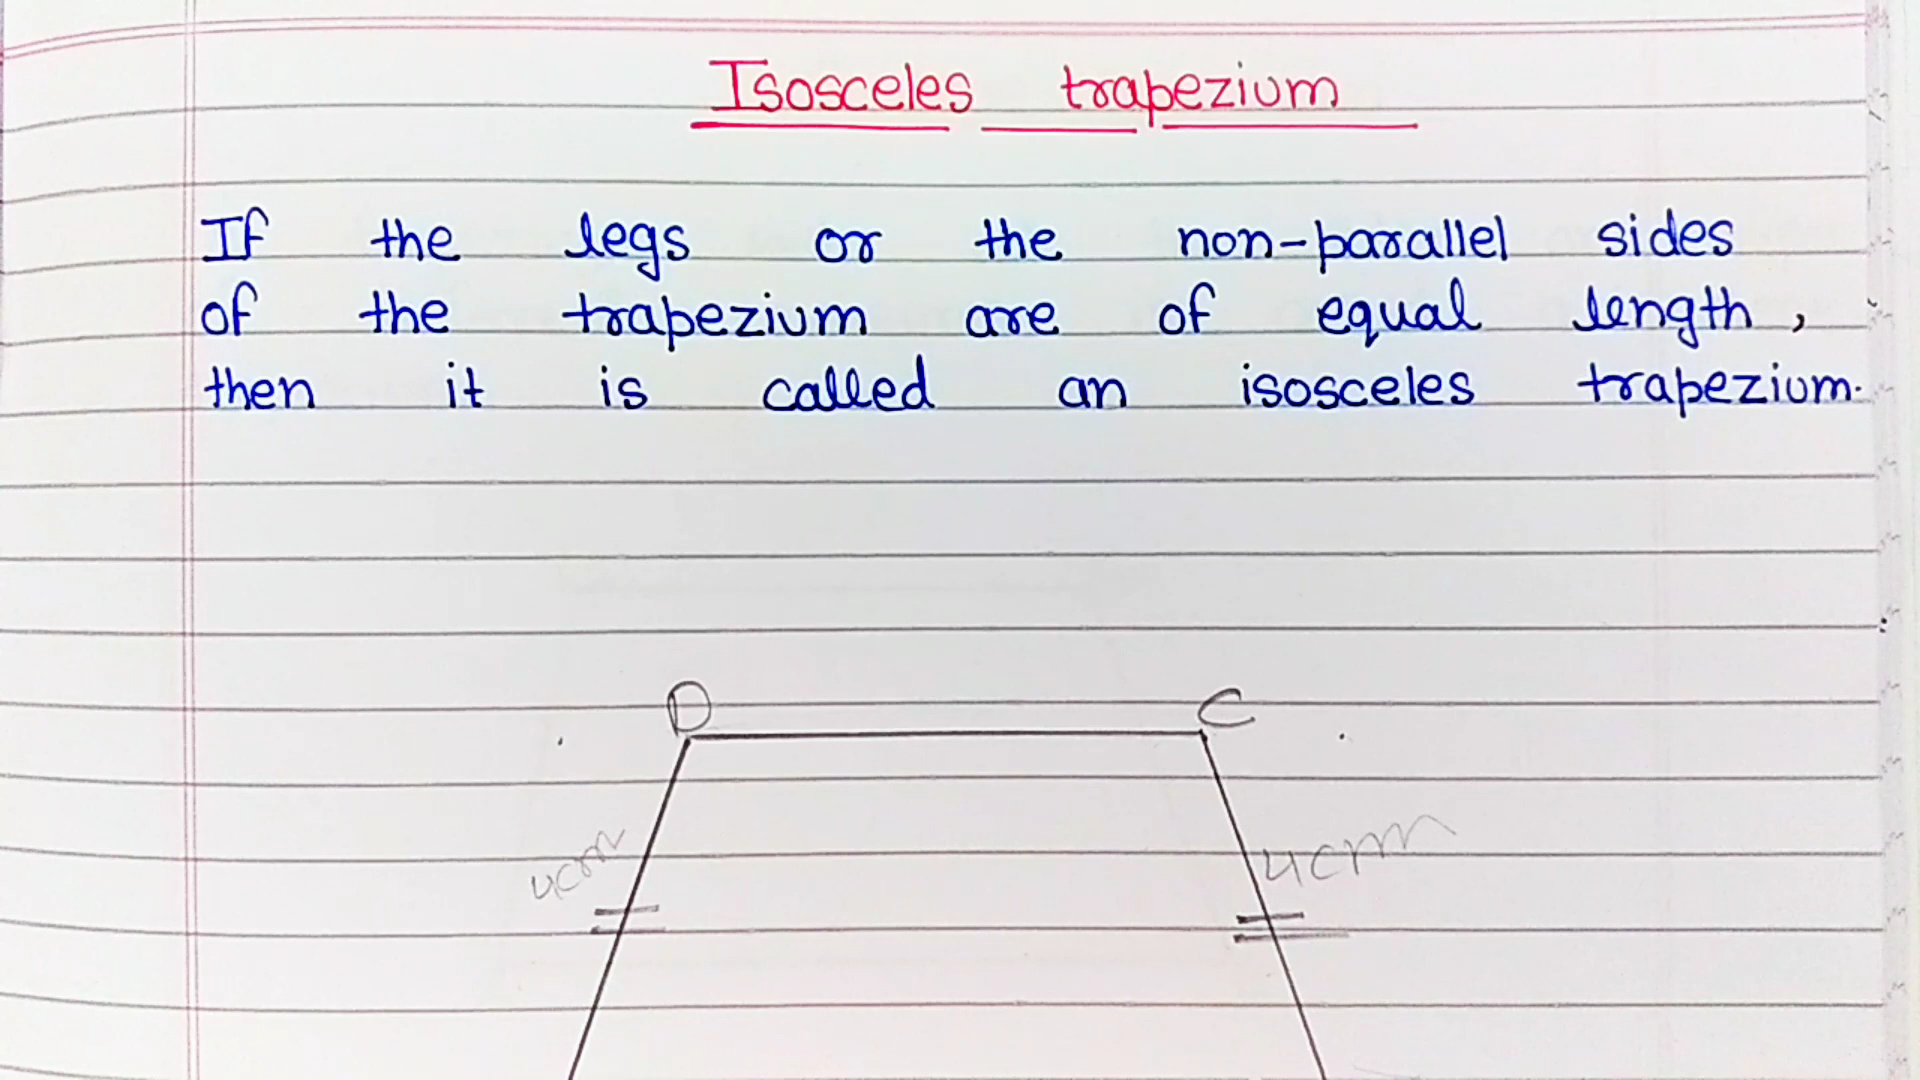 Isosceles trapezium
If the legs or the non-parallel sides
of the trapezium are of equal length,
then it is called an isosceles trapezium.
D C
4cm 4cm